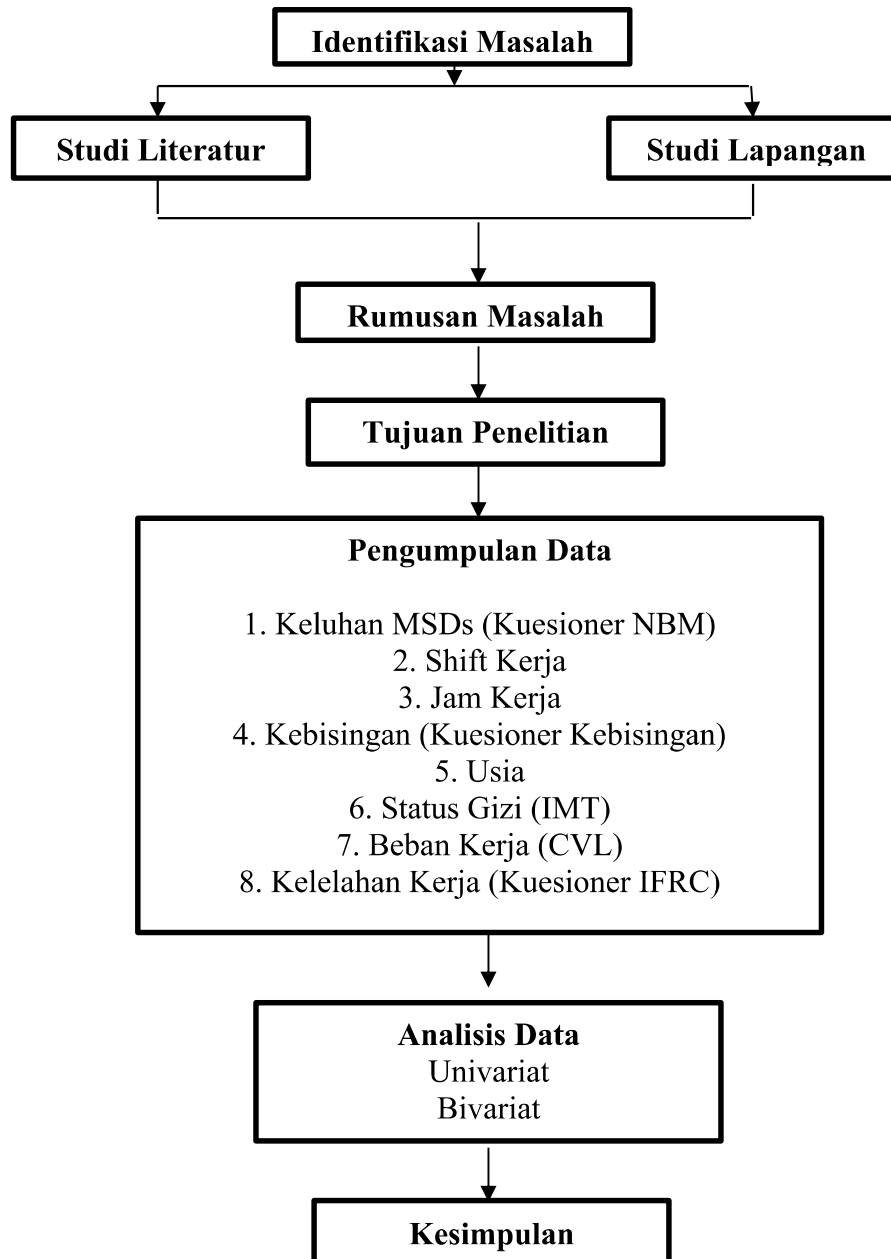 Identifikasi Masalah
Studi Literatur
Studi Lapangan
Rumusan Masalah
Tujuan Penelitian
Pengumpulan Data
1. Keluhan MSDs (Kuesioner NBM)
2. Shift Kerja
3. Jam Kerja
4. Kebisingan (Kuesioner Kebisingan)
5. Usia
6. Status Gizi (IMT)
7. Beban Kerja (CVL)
8. Kelelahan Kerja (Kuesioner IFRC)
Analisis Data
Univariat
Bivariat
Kesimpulan